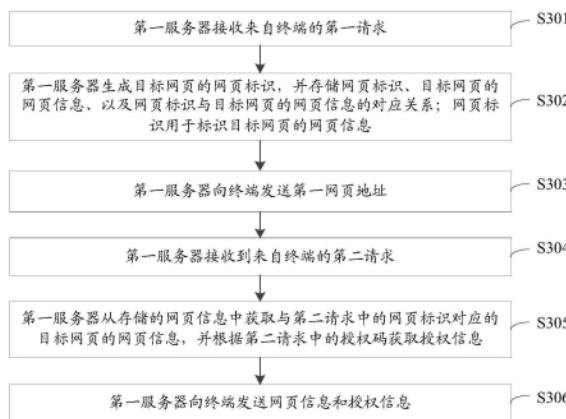 第一服务器接收来自终端的第一请求
S301
第一服务器生成目标网页的网页标识，并存储网页标识、目标网页的
网页信息、以及网页标识与目标网页的网页信息的对应关系；网页标
识用于标识目标网页的网页信息
S302
第一服务器向终端发送第一网页地址
S303
第一服务器接收到来自终端的第二请求
S304
第一服务器从存储的网页信息中获取与第二请求中的网页标识对应的
目标网页的网页信息，并根据第二请求中的授权码获取授权信息
S305
第一服务器向终端发送网页信息和授权信息
S306